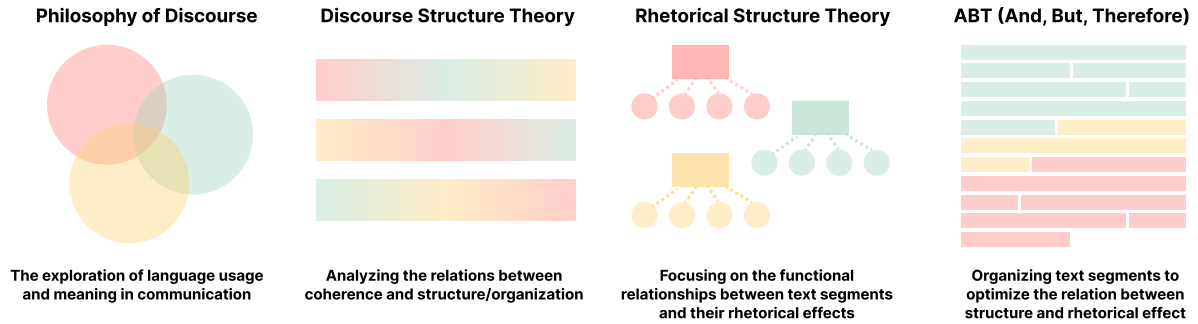 Philosophy of Discourse
The exploration of language usage
and meaning in communication
Discourse Structure Theory
Analyzing the relations between
coherence and structure/organization
Rhetorical Structure Theory
Focusing on the functional
relationships between text segments
and their rhetorical effects
ABT (And, But, Therefore)
Organizing text segments to
optimize the relation between
structure and rhetorical effect